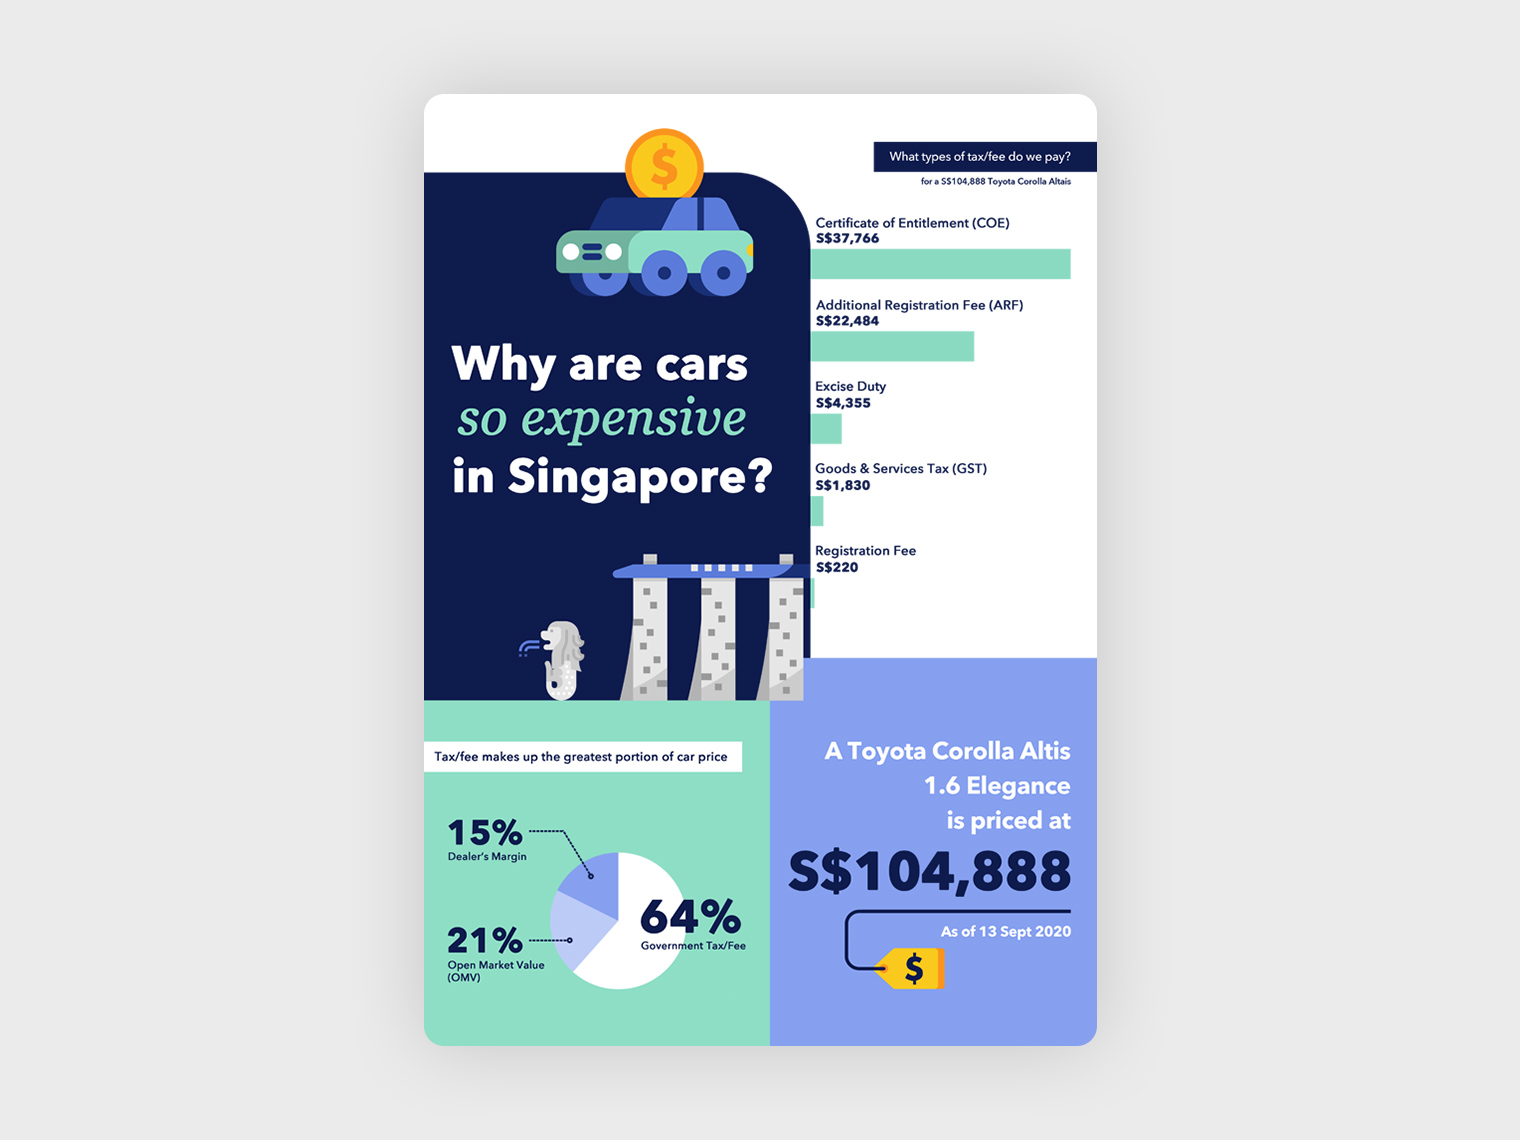 $
Why are cars
so expensive
in Singapore?
What types of tax/fee do we pay?
for a S$104,888 Toyota Corolla Altais
Certificate of Entitlement (COE)
S$37,766
Additional Registration Fee (ARF)
S$22,484
Excise Duty
S$4,355
Goods & Services Tax (GST)
S$1,830
Registration Fee
S$220
Tax/fee makes up the greatest portion of car price
15%
Dealer's Margin
21%
Open Market Value
(OMV)
64%
Government Tax/Fee
A Toyota Corolla Altis
1.6 Elegance
is priced at
S$104,888
As of 13 Sept 2020
$